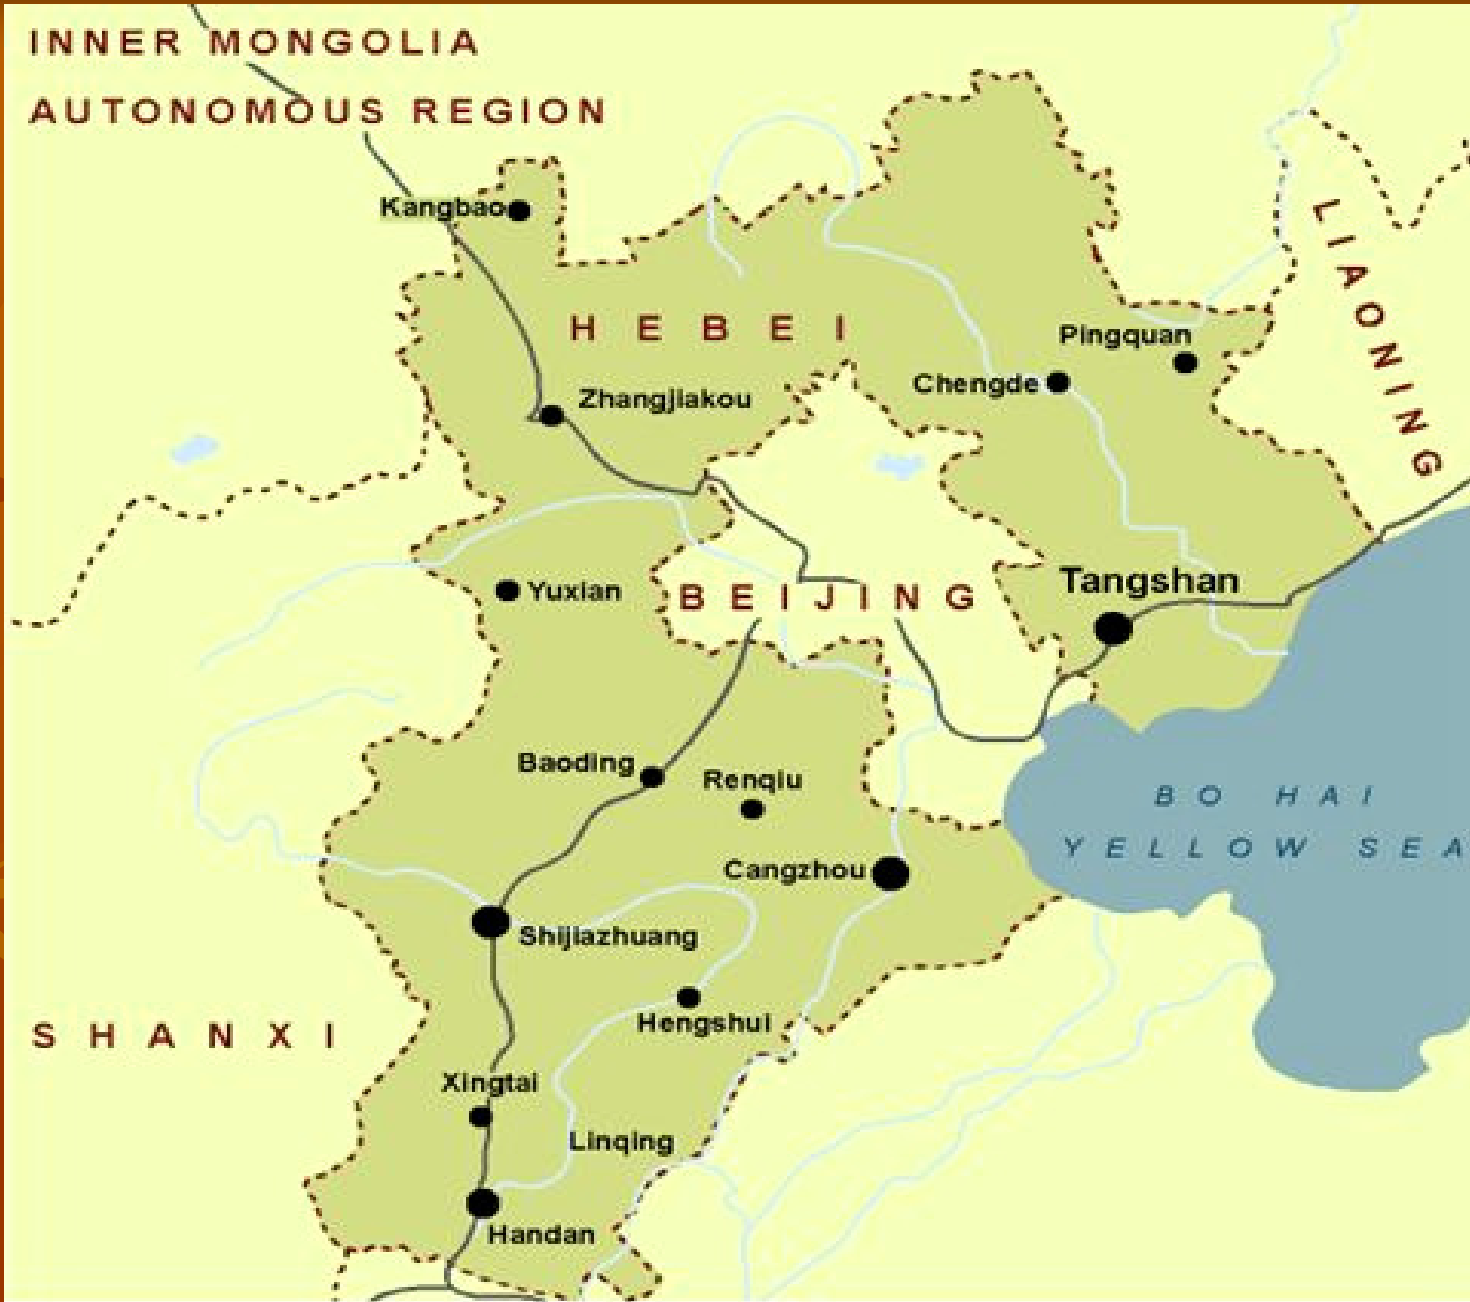 INNER MONGOLIA
AUTONOMOUS REGION
Kangbao
LIAONING
HEBEI
Pingquan
Chengde
Zhangjiakou
Tangshan
Yuxian
BEIJING
Baoding
Renqiu
BO HAI
YELLOW SEA
Cangzhou
Shijiazhuang
Hengshui
SHANXI
Xingtai
Linqing
Handan